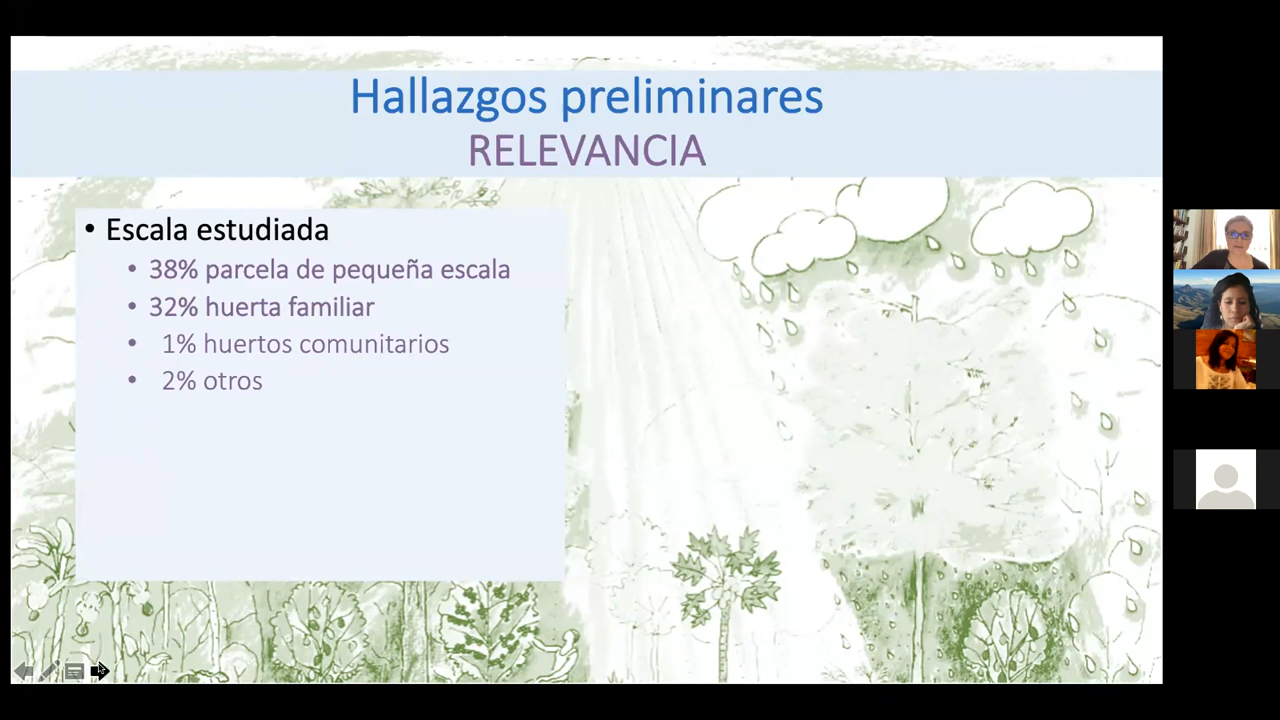 Hallazgos preliminares
RELEVANCIA
• Escala estudiada
• 38% parcela de pequeña escala
• 32% huerta familiar
• 1% huertos comunitarios
• 2% otros